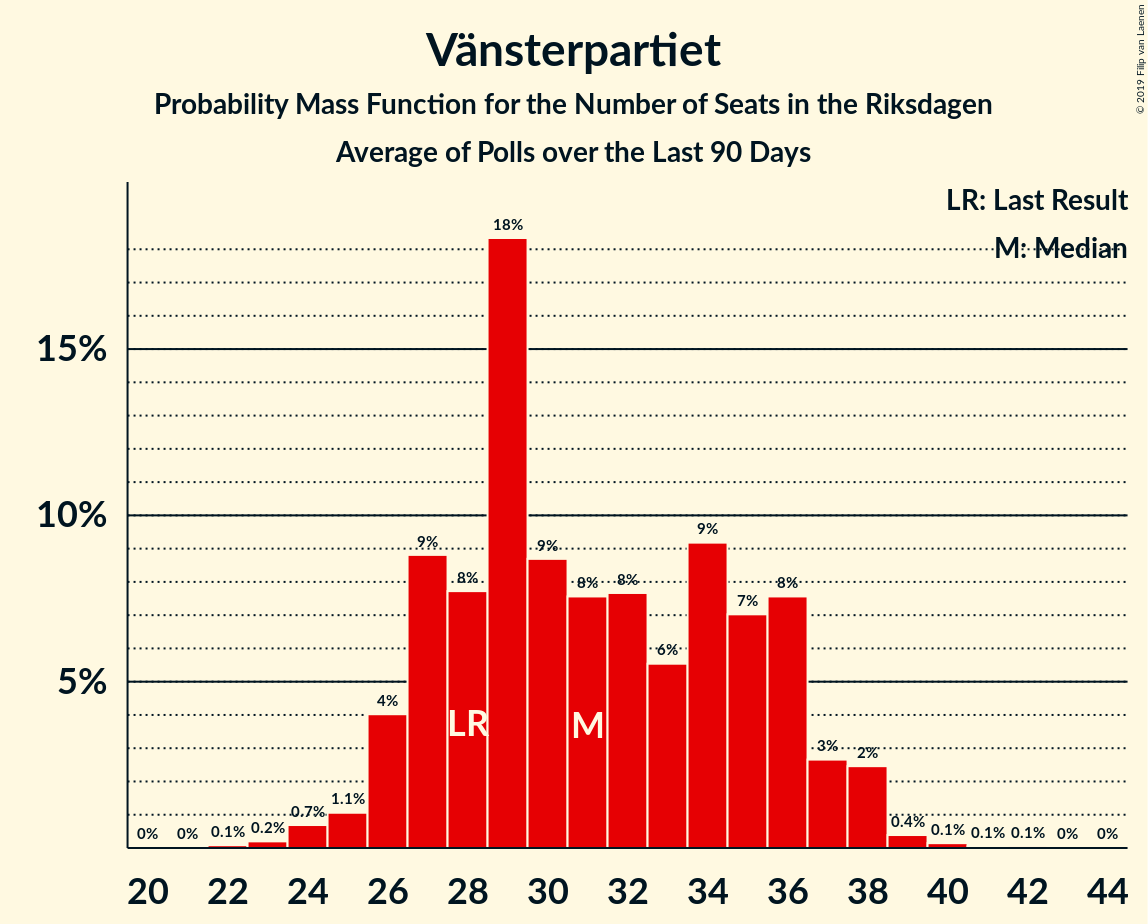 Vänsterpartiet
Probability Mass Function for the Number of Seats in the Riksdagen
Average of Polls over the Last 90 Days
© 2019 Filip van Laenen
LR: Last Result
M: Median
15%
10%
5%
0% 0% 0.1% 0.2% 0.7% 1.1% 4% 9% 8% 18% 9% 8% 8% 6% 9% 7% 8% 3% 2% 0.4% 0.1% 0.1% 0.1% 0% 0%
LR M
20 22 24 26 28 30 32 34 36 38 40 42 44